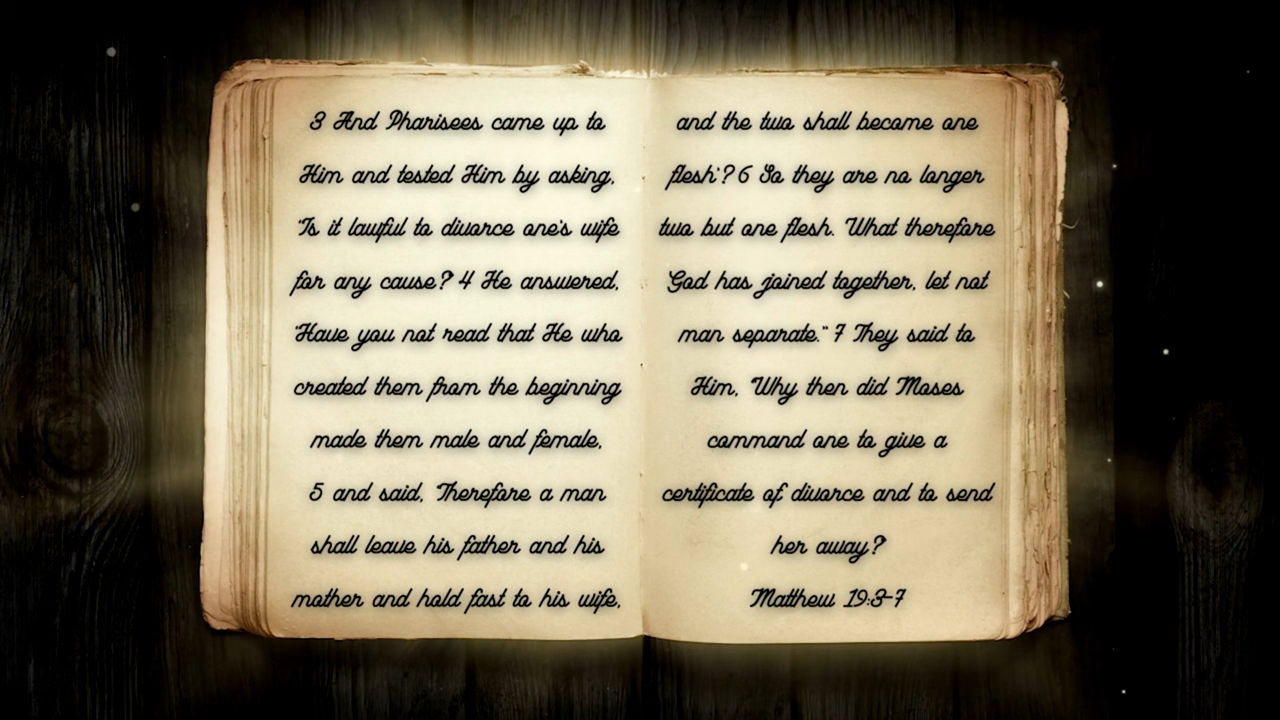 3 And Pharisees came up to
Him and tested Him by asking,
"Is it lawful to divorce one's wife
for any cause? 4 He answered,
"Have you not read that He who
created them from the beginning
made them male and female,
5 and said, Therefore a man
shall leave his father and his
mother and hold fast to his wife,
and the two shall become one
flesh'? 6 So they are no longer
two but one flesh. What therefore
God has joined together, let not
man separate." 7 They said to
Him, "Why then did Moses
command one to give a
certificate of divorce and to send
her away?
Matthew 19:3-7